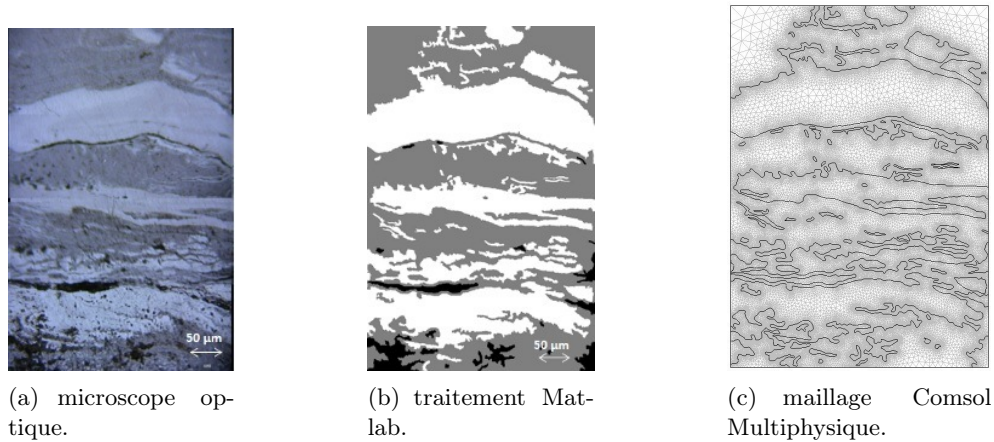 50 µm
50 µm
(a) microscope op-
tique.
(b) traitement Mat-
lab.
(c) maillage Comsol
Multiphysique.